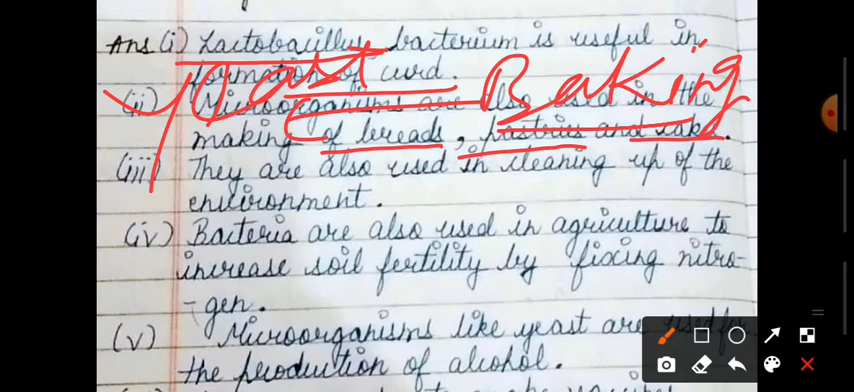 Ans (i) Lactobacillus bacterium is useful in
formation of curd.
yeast Baking
(ii) Microorganisms are also used in the
making of breads, pastries and cake.
(iii) They are also used in cleaning up of the
environment.
(iv) Bacteria are also used in agriculture to
increase soil fertility by fixing nitro-
-gen.
(v) Microorganisms like yeast are used for
the production of alcohol.